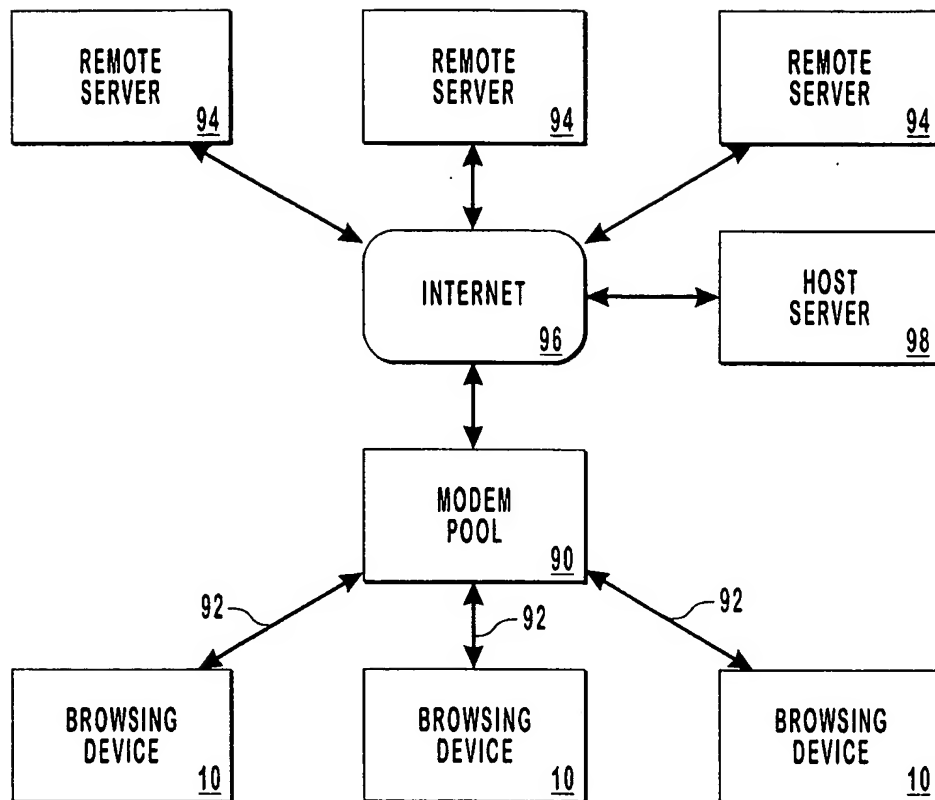 REMOTE
SERVER
94
REMOTE
SERVER
94
REMOTE
SERVER
94
INTERNET
96
HOST
SERVER
98
MODEM
POOL
90
92
92
92
BROWSING
DEVICE
10
BROWSING
DEVICE
10
BROWSING
DEVICE
10